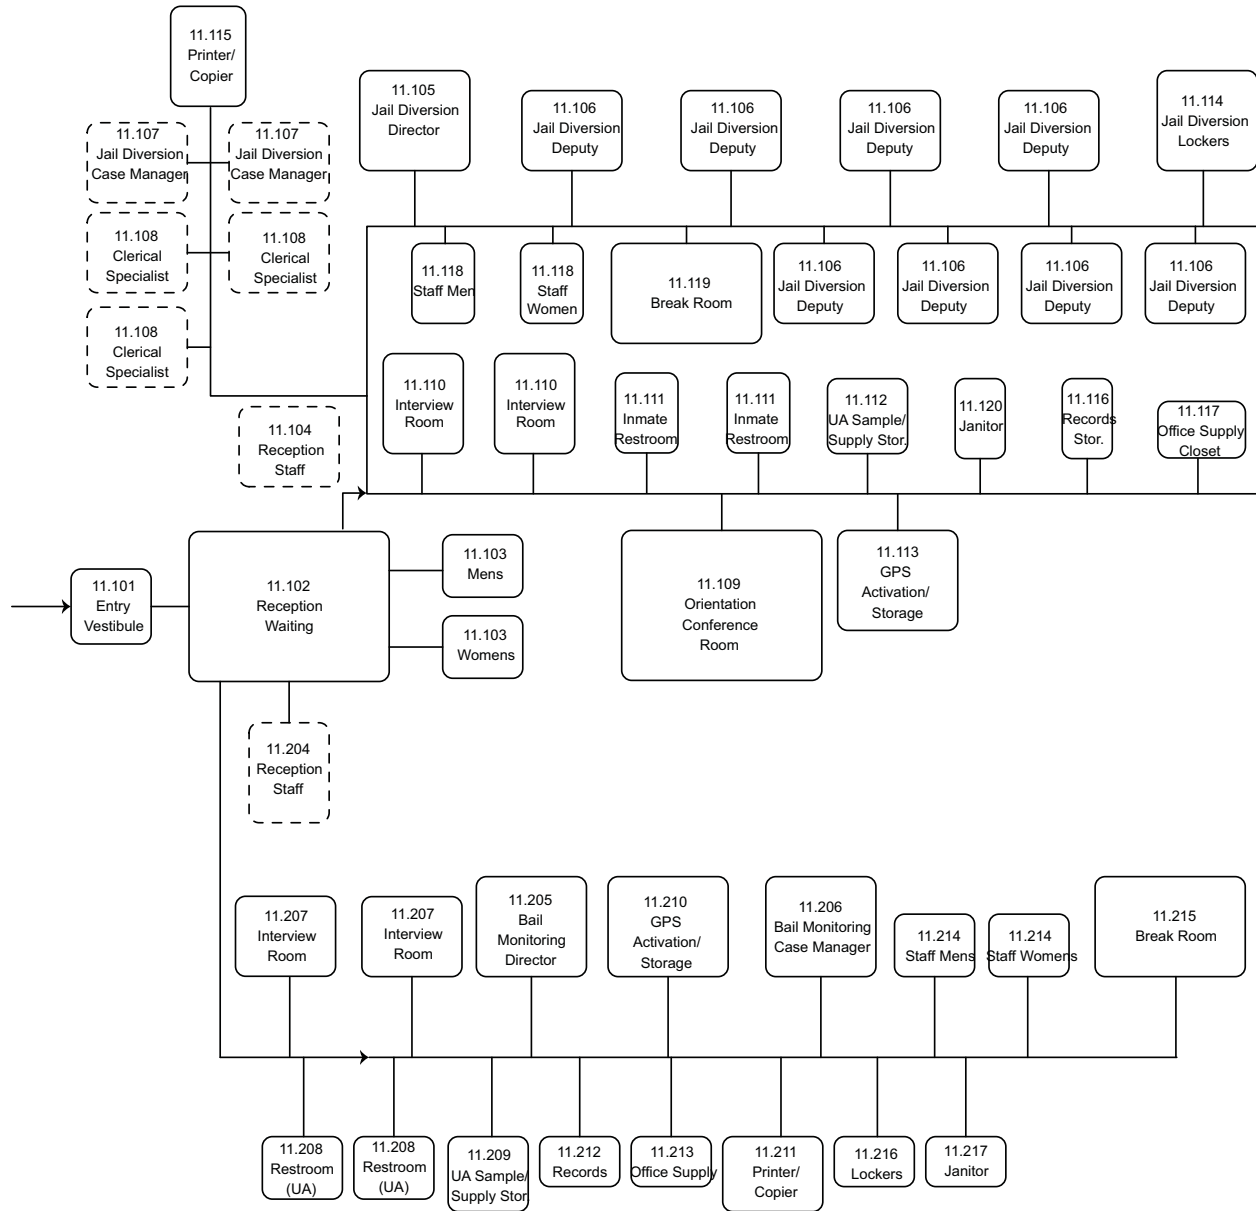 11.115
Printer/
Copier
11.105
Jail Diversion
Director
11.106
Jail Diversion
Deputy
11.106
Jail Diversion
Deputy
11.106
Jail Diversion
Deputy
11.106
Jail Diversion
Deputy
11.114
Jail Diversion
Lockers
11.107
Jail Diversion
Case Manager
11.107
Jail Diversion
Case Manager
11.108
Clerical
Specialist
11.108
Clerical
Specialist
11.108
Clerical
Specialist
11.118
Staff Men
11.118
Staff
Women
11.119
Break Room
11.106
Jail Diversion
Deputy
11.106
Jail Diversion
Deputy
11.106
Jail Diversion
Deputy
11.106
Jail Diversion
Deputy
11.110
Interview
Room
11.110
Interview
Room
11.111
Inmate
Restroom
11.111
Inmate
Restroom
11.112
UA Sample/
Supply Stor.
11.120
Janitor
11.116
Records
Stor.
11.117
Office Supply
Closet
11.104
Reception
Staff
11.101
Entry
Vestibule
11.102
Reception
Waiting
11.103
Mens
11.103
Womens
11.109
Orientation
Conference
Room
11.113
GPS
Activation/
Storage
11.204
Reception
Staff
11.207
Interview
Room
11.207
Interview
Room
11.205
Bail
Monitoring
Director
11.210
GPS
Activation/
Storage
11.206
Bail Monitoring
Case Manager
11.214
Staff Mens
11.214
Staff Womens
11.215
Break Room
11.208
Restroom
(UA)
11.208
Restroom
(UA)
11.209
UA Sample/
Supply Stor.
11.212
Records
11.213
Office Supply
11.211
Printer/
Copier
11.216
Lockers
11.217
Janitor